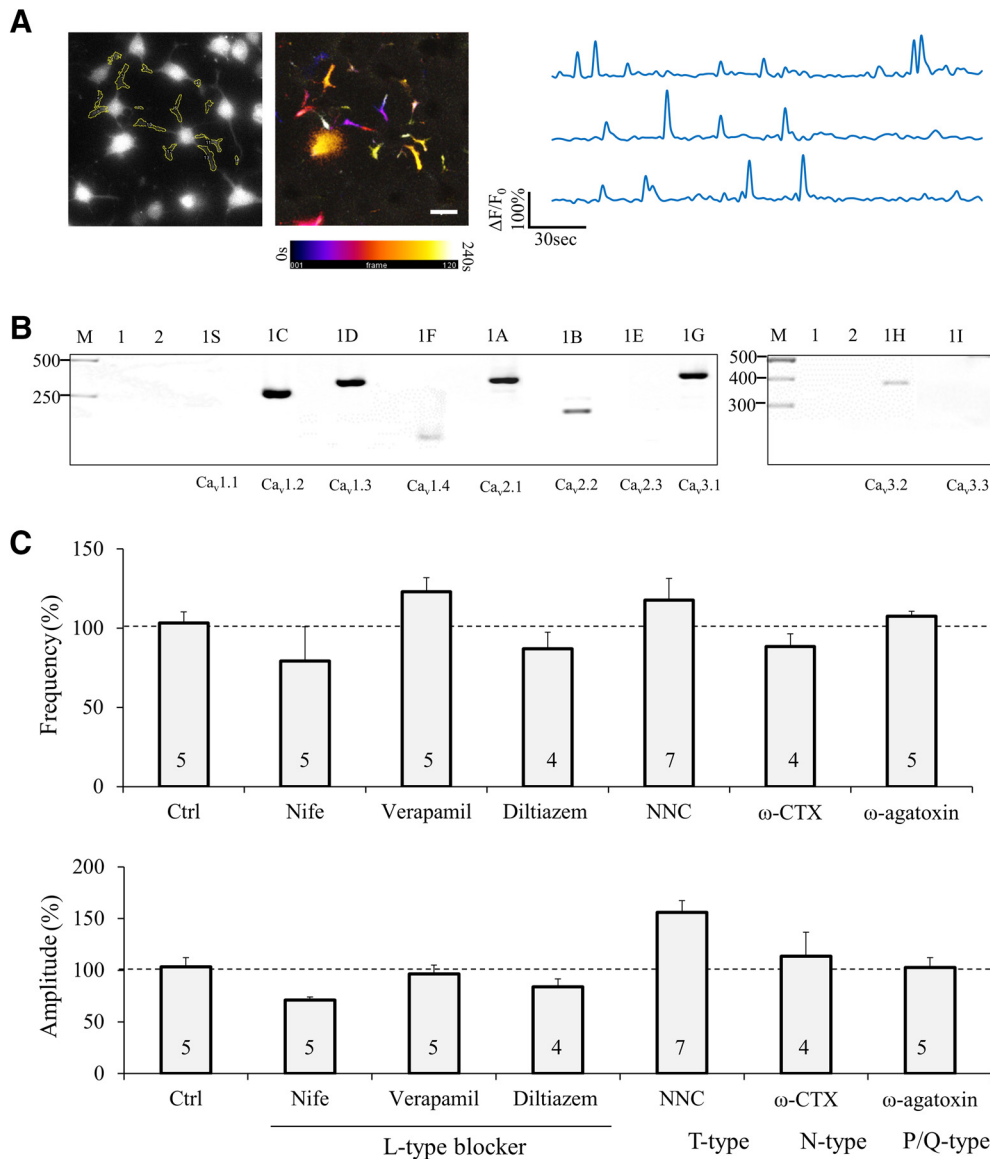 A
0s
001
frame
120
240s
ΔF/F0
100%
30sec
B
M 1 2 1S 1C 1D 1F 1A 1B 1E 1G
500
250
Cav1.1 Cav1.2 Cav1.3 Cav1.4 Cav2.1 Cav2.2 Cav2.3 Cav3.1
M 1 2 1H 1I
500
400
300
Cav3.2 Cav3.3
C
Frequency (%)
150
100
50
0
5 5 5 4 7 4 5
Ctrl Nife Verapamil Diltiazem NNC ω-CTX ω-agatoxin
Amplitude (%)
200
150
100
50
0
5 5 5 4 7 4 5
Ctrl Nife Verapamil Diltiazem NNC ω-CTX ω-agatoxin
L-type blocker T-type N-type P/Q-type